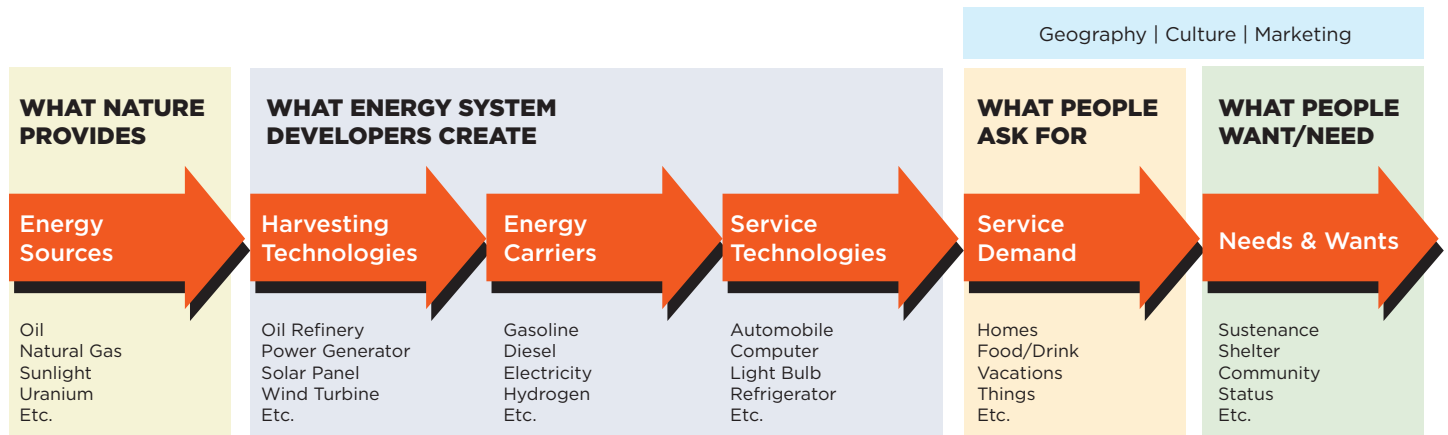 Geography | Culture | Marketing
WHAT NATURE
PROVIDES
WHAT ENERGY SYSTEM
DEVELOPERS CREATE
WHAT PEOPLE
ASK FOR
WHAT PEOPLE
WANT/NEED
Energy
Sources
Harvesting
Technologies
Energy
Carriers
Service
Technologies
Service
Demand
Needs & Wants
Oil
Natural Gas
Sunlight
Uranium
Etc.
Oil Refinery
Power Generator
Solar Panel
Wind Turbine
Etc.
Gasoline
Diesel
Electricity
Hydrogen
Etc.
Automobile
Computer
Light Bulb
Refrigerator
Etc.
Homes
Food/Drink
Vacations
Things
Etc.
Sustenance
Shelter
Community
Status
Etc.